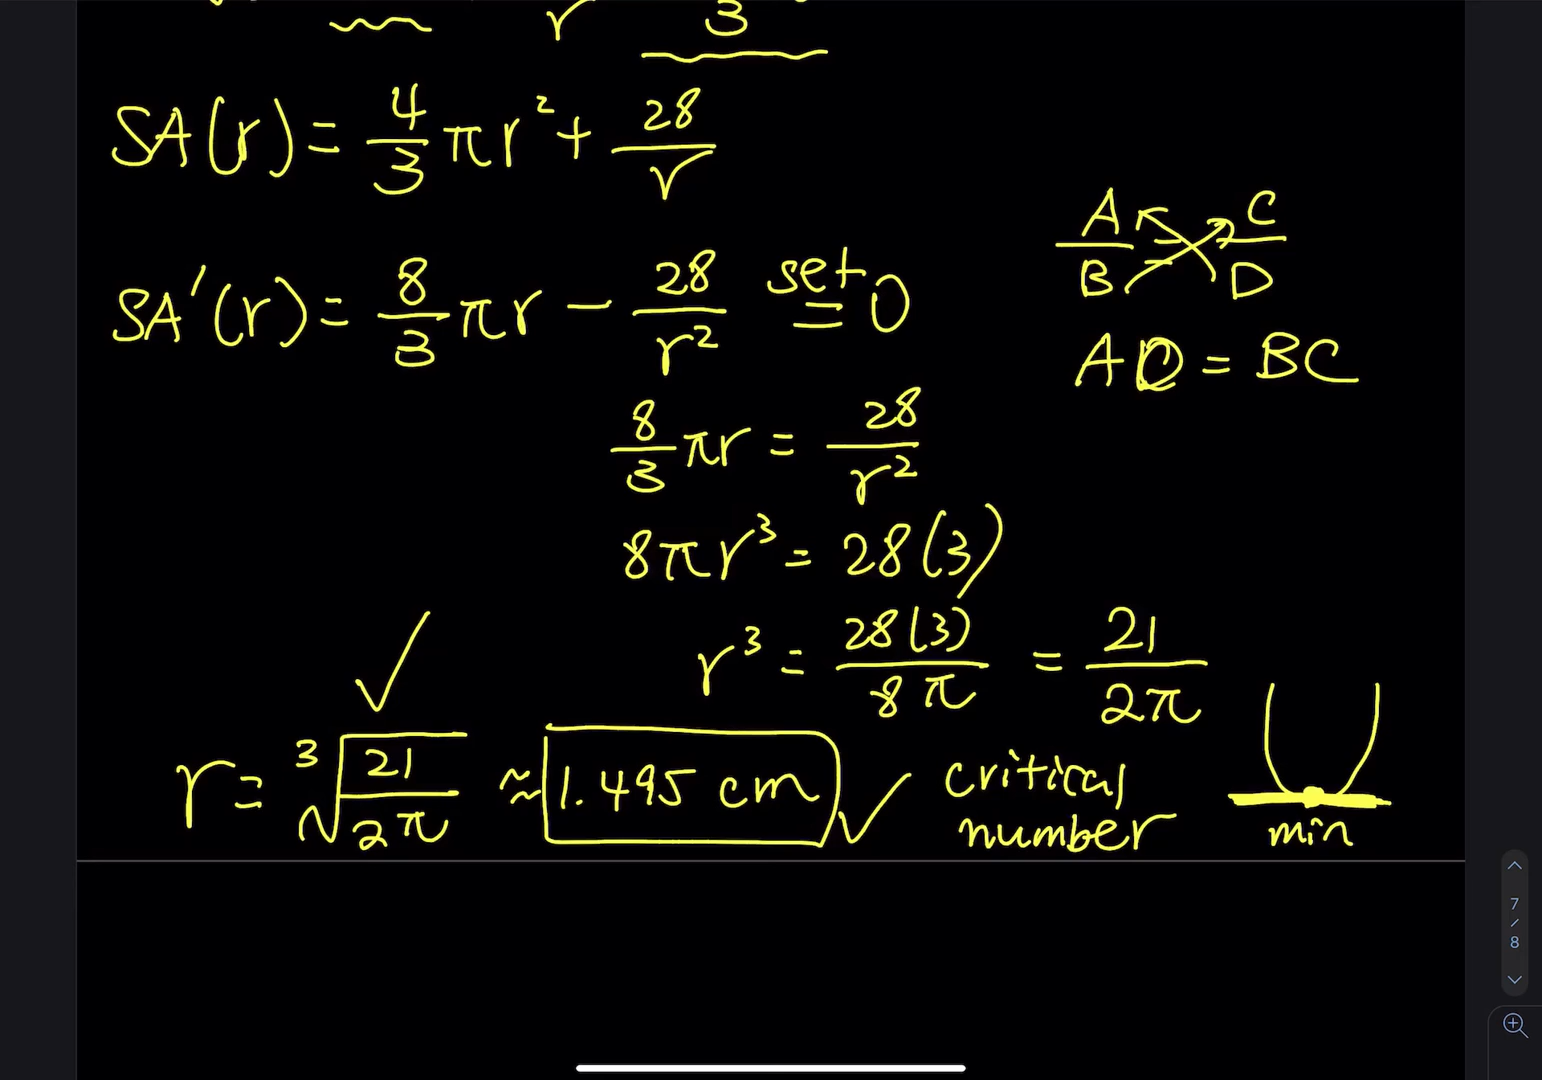 r 3
SA(r) = 4/3 πr² + 28/r
A/B = C/D
SA'(r) = 8/3 πr - 28/r² set = 0
AD = BC
8/3 πr = 28/r²
8πr³ = 28(3)
r³ = 28(3)/8π = 21/2π
r = ³√21/2π ≈ 1.495 cm ✓ critical number
min
7
/
8